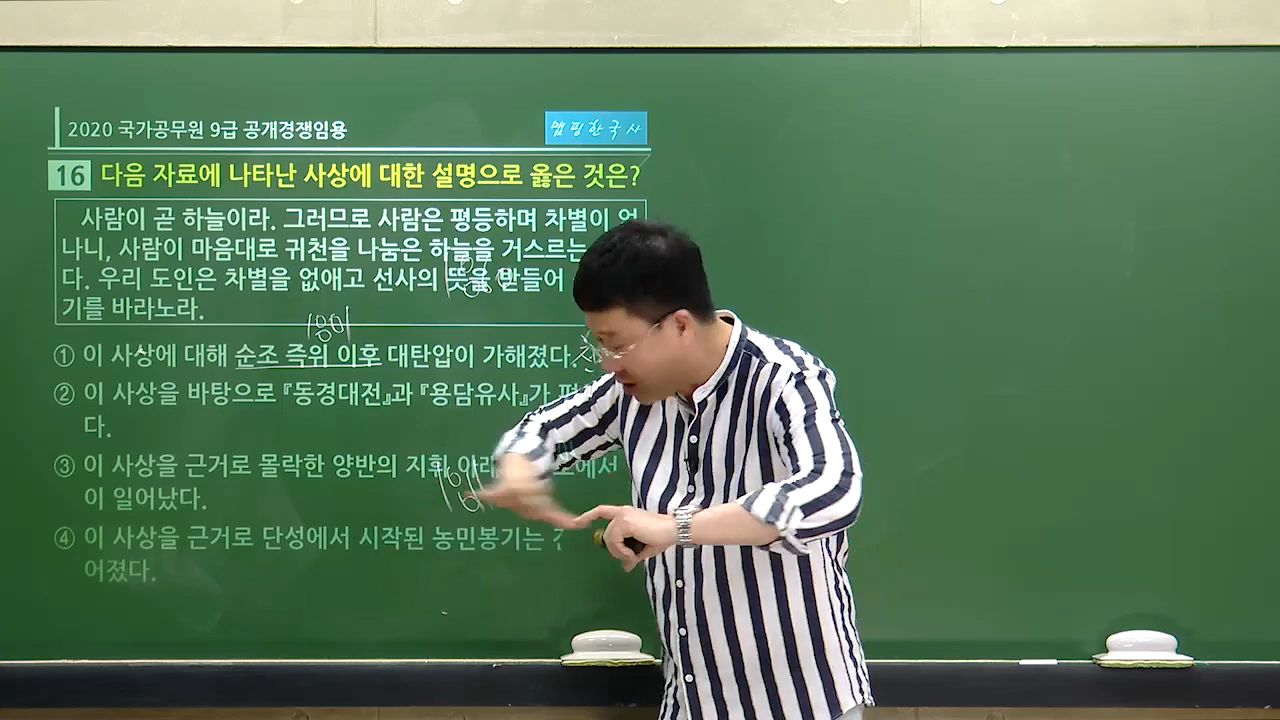 2020 국가공무원 9급 공개경쟁임용
맵핑한국사
16 다음 자료에 나타난 사상에 대한 설명으로 옳은 것은?
사람이 곧 하늘이라. 그러므로 사람은 평등하며 차별이
나니, 사람이 마음대로 귀천을 나눔은 하늘을 거스르는
다. 우리 도인은 차별을 없애고 선사의 뜻을 받들어
기를 바라노라.
1801
① 이 사상에 대해 순조 즉위 이후 대탄압이 가해졌다.
② 이 사상을 바탕으로 『동경대전』과 『용담유사』가
다.
③ 이 사상을 근거로 몰락한 양반의 지휘
이 일어났다.
④ 이 사상을 근거로 단성에서 시작된 농민봉기는
어졌다.